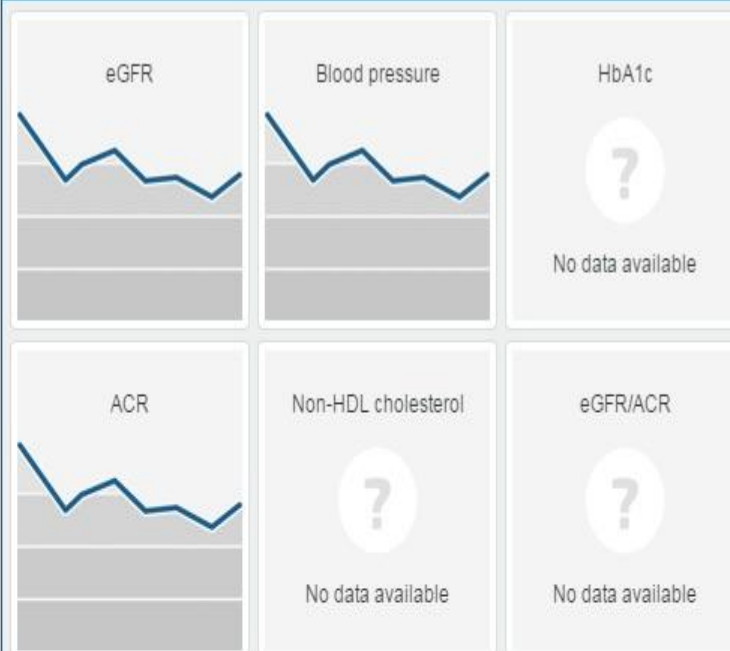 eGFR
Blood pressure
HbA1c
?
No data available
ACR
Non-HDL cholesterol
eGFR/ACR
?
?
No data available
No data available